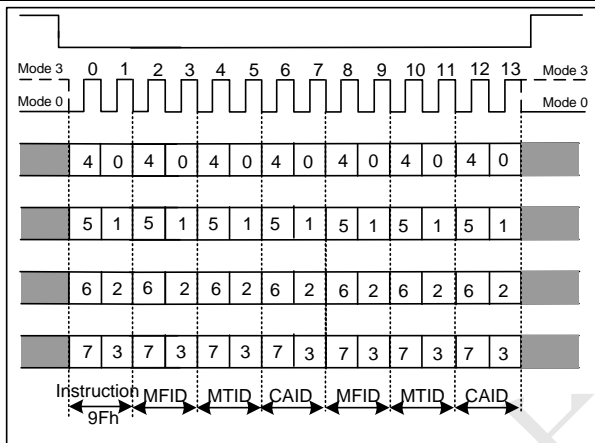 Mode 3 0 1 2 3 4 5 6 7 8 9 10 11 12 13 Mode 3
Mode 0 Mode 0
4 0 4 0 4 0 4 0 4 0 4 0 4 0
5 1 5 1 5 1 5 1 5 1 5 1 5 1
6 2 6 2 6 2 6 2 6 2 6 2 6 2
7 3 7 3 7 3 7 3 7 3 7 3 7 3
Instruction MFID MTID CAID MFID MTID CAID
9Fh